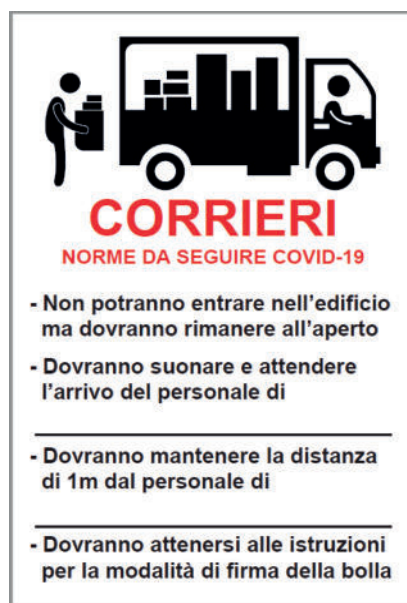 CORRIERI
NORME DA SEGUIRE COVID-19
- Non potranno entrare nell'edificio
ma dovranno rimanere all'aperto
- Dovranno suonare e attendere
l'arrivo del personale di
- Dovranno mantenere la distanza
di 1m dal personale di
- Dovranno attenersi alle istruzioni
per la modalità di firma della bolla